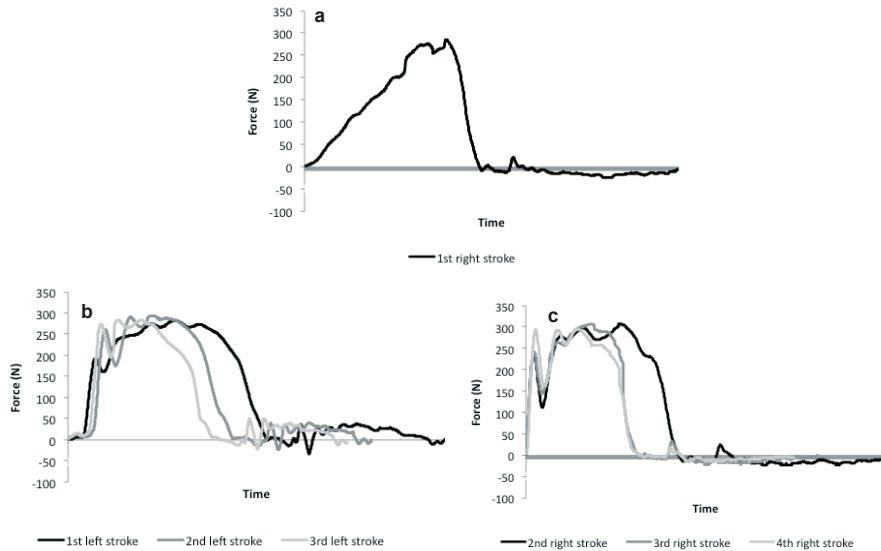 a
350
300
250
200
150
100
50
0
-50
-100
Force (N)
Time
1st right stroke
b
350
300
250
200
150
100
50
0
-50
-100
Force (N)
Time
1st left stroke 2nd left stroke 3rd left stroke
c
350
300
250
200
150
100
50
0
-50
-100
Force (N)
Time
2nd right stroke 3rd right stroke 4th right stroke